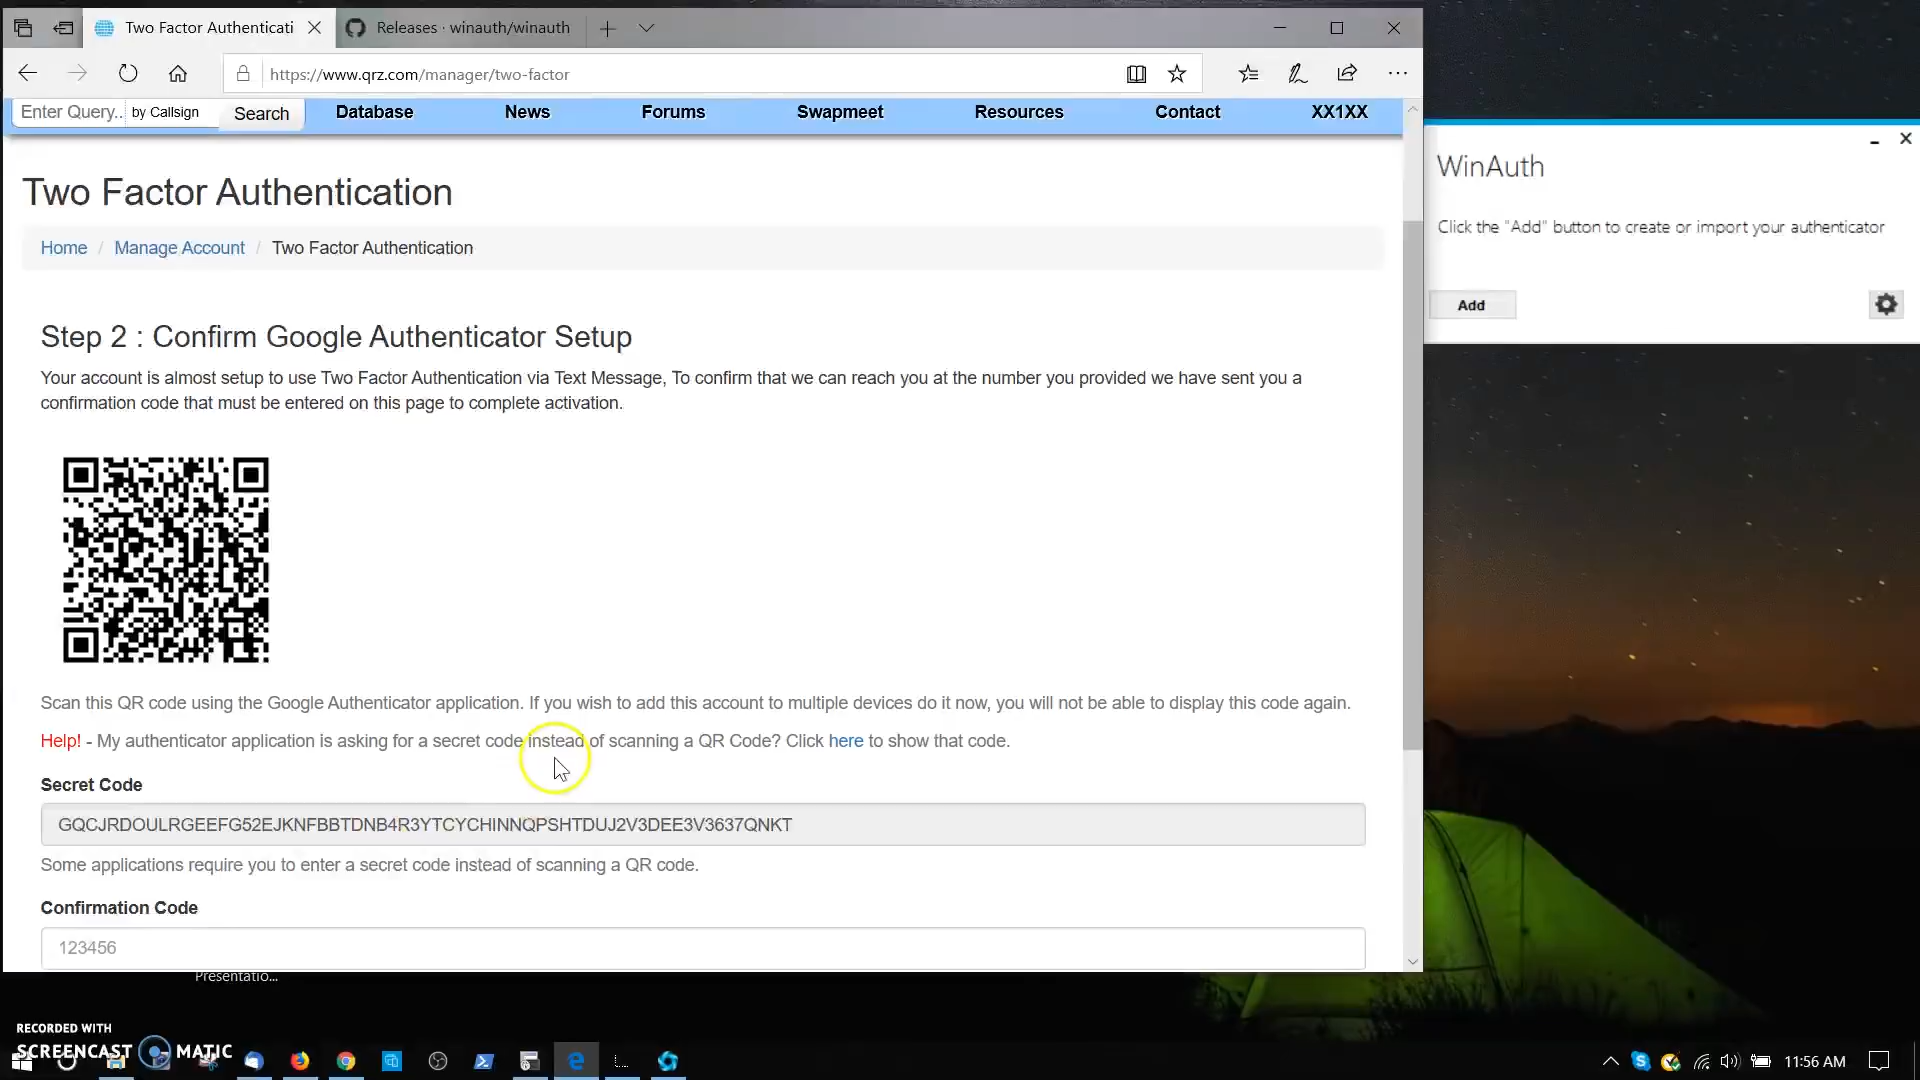 Two Factor Authenticati
Releases · winauth/winauth
https://www.qrz.com/manager/two-factor
Enter Query..
by Callsign
Search
Database
News
Forums
Swapmeet
Resources
Contact
XX1XX
Two Factor Authentication
Home / Manage Account / Two Factor Authentication
Step 2 : Confirm Google Authenticator Setup
Your account is almost setup to use Two Factor Authentication via Text Message, To confirm that we can reach you at the number you provided we have sent you a
confirmation code that must be entered on this page to complete activation.
Scan this QR code using the Google Authenticator application. If you wish to add this account to multiple devices do it now, you will not be able to display this code again.
Help! - My authenticator application is asking for a secret code instead of scanning a QR Code? Click here to show that code.
Secret Code
GQCJRDOULRGEEFG52EJKNFBBTDNB4R3YTCYCHINNQPSHTDUJ2V3DEE3V3637QNKT
Some applications require you to enter a secret code instead of scanning a QR code.
Confirmation Code
123456
WinAuth
Click the "Add" button to create or import your authenticator
Add
Presentatio...
RECORDED WITH
SCREENCAST MATIC
11:56 AM